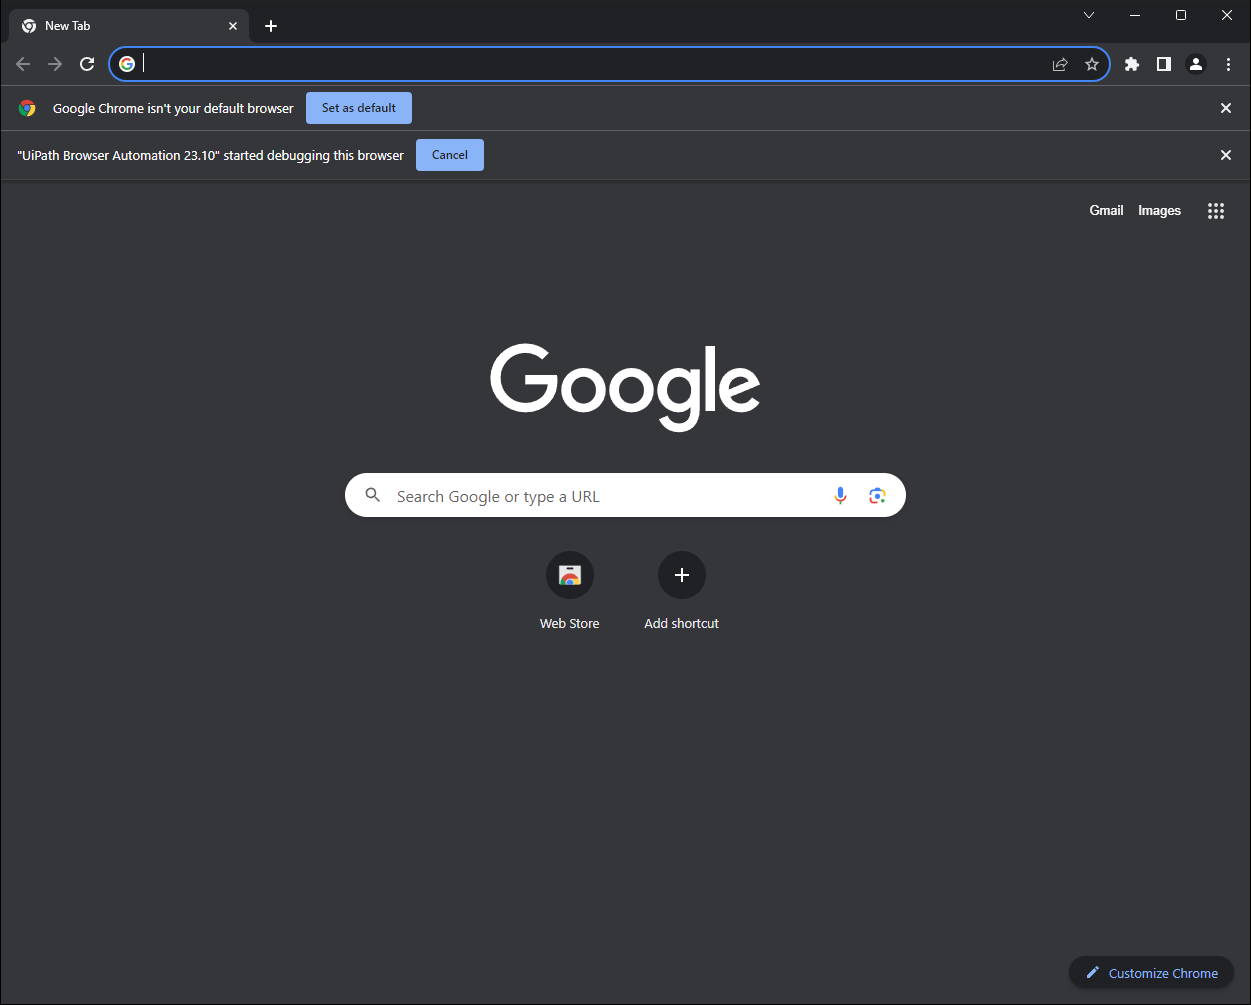 New Tab
Google Chrome isn't your default browser Set as default
"UiPath Browser Automation 23.10" started debugging this browser Cancel
Gmail Images
Google
Search Google or type a URL
Web Store Add shortcut
Customize Chrome